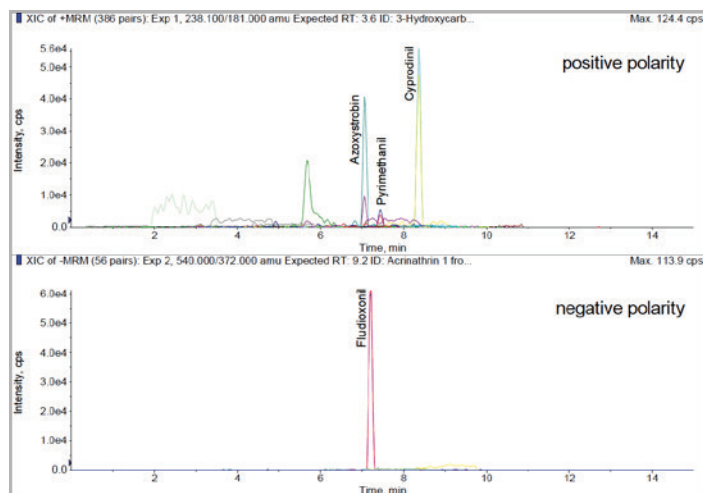 XIC of +MRM (386 pairs): Exp 1, 238.100/181.000 amu Expected RT: 3.6 ID: 3-Hydroxycarb... Max. 124.4 cps
positive polarity
Intensity, cps
5.6e4
4.0e4
3.0e4
2.0e4
1.0e4
0.0
Azoxystrobin
Pyrimethanil
Cyprodinil
2 4 6 8 10 12 14
Time, min
XIC of -MRM (56 pairs): Exp 2, 540.000/372.000 amu Expected RT: 9.2 ID: Acrinathrin 1 fro... Max. 113.9 cps
negative polarity
Intensity, cps
6.0e4
5.0e4
4.0e4
3.0e4
2.0e4
1.0e4
0.0
Fludioxonil
2 4 6 8 10 12 14
Time, min